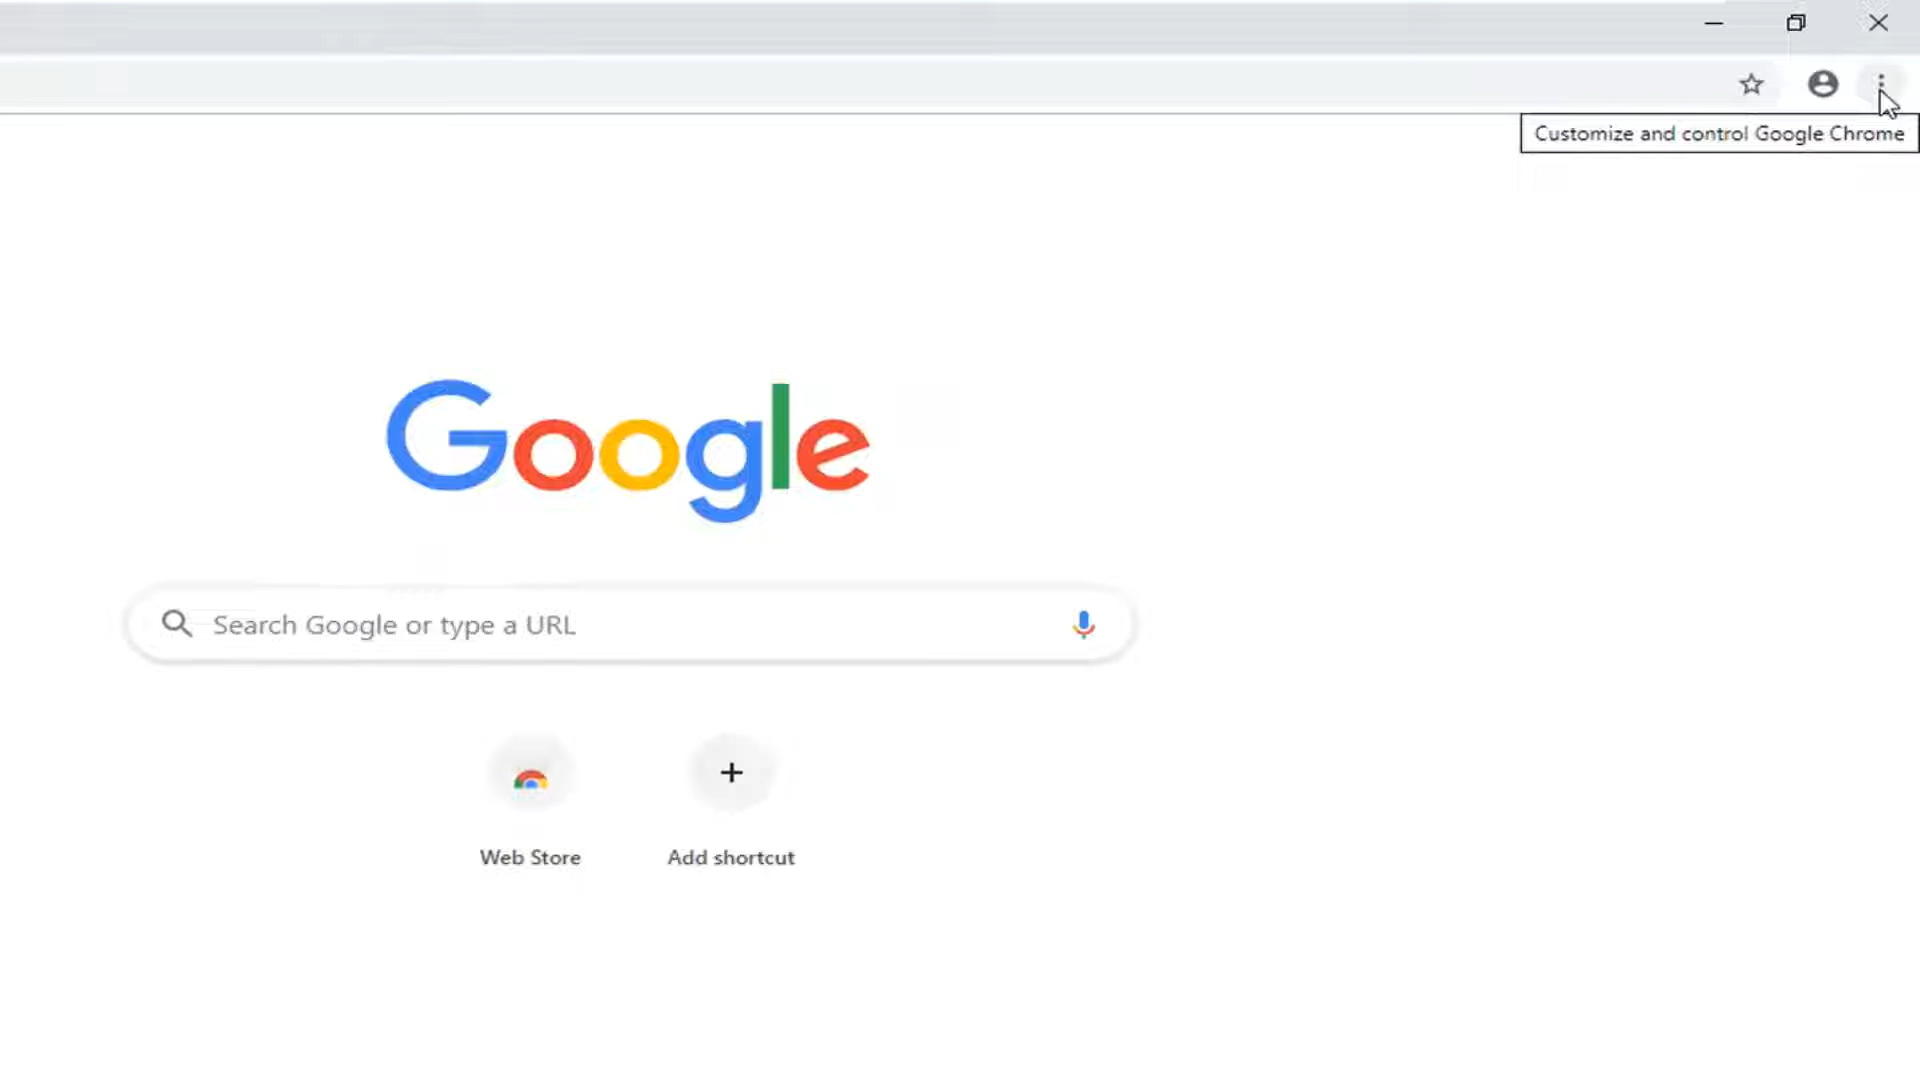 Customize and control Google Chrome
Google
Search Google or type a URL
Web Store
Add shortcut